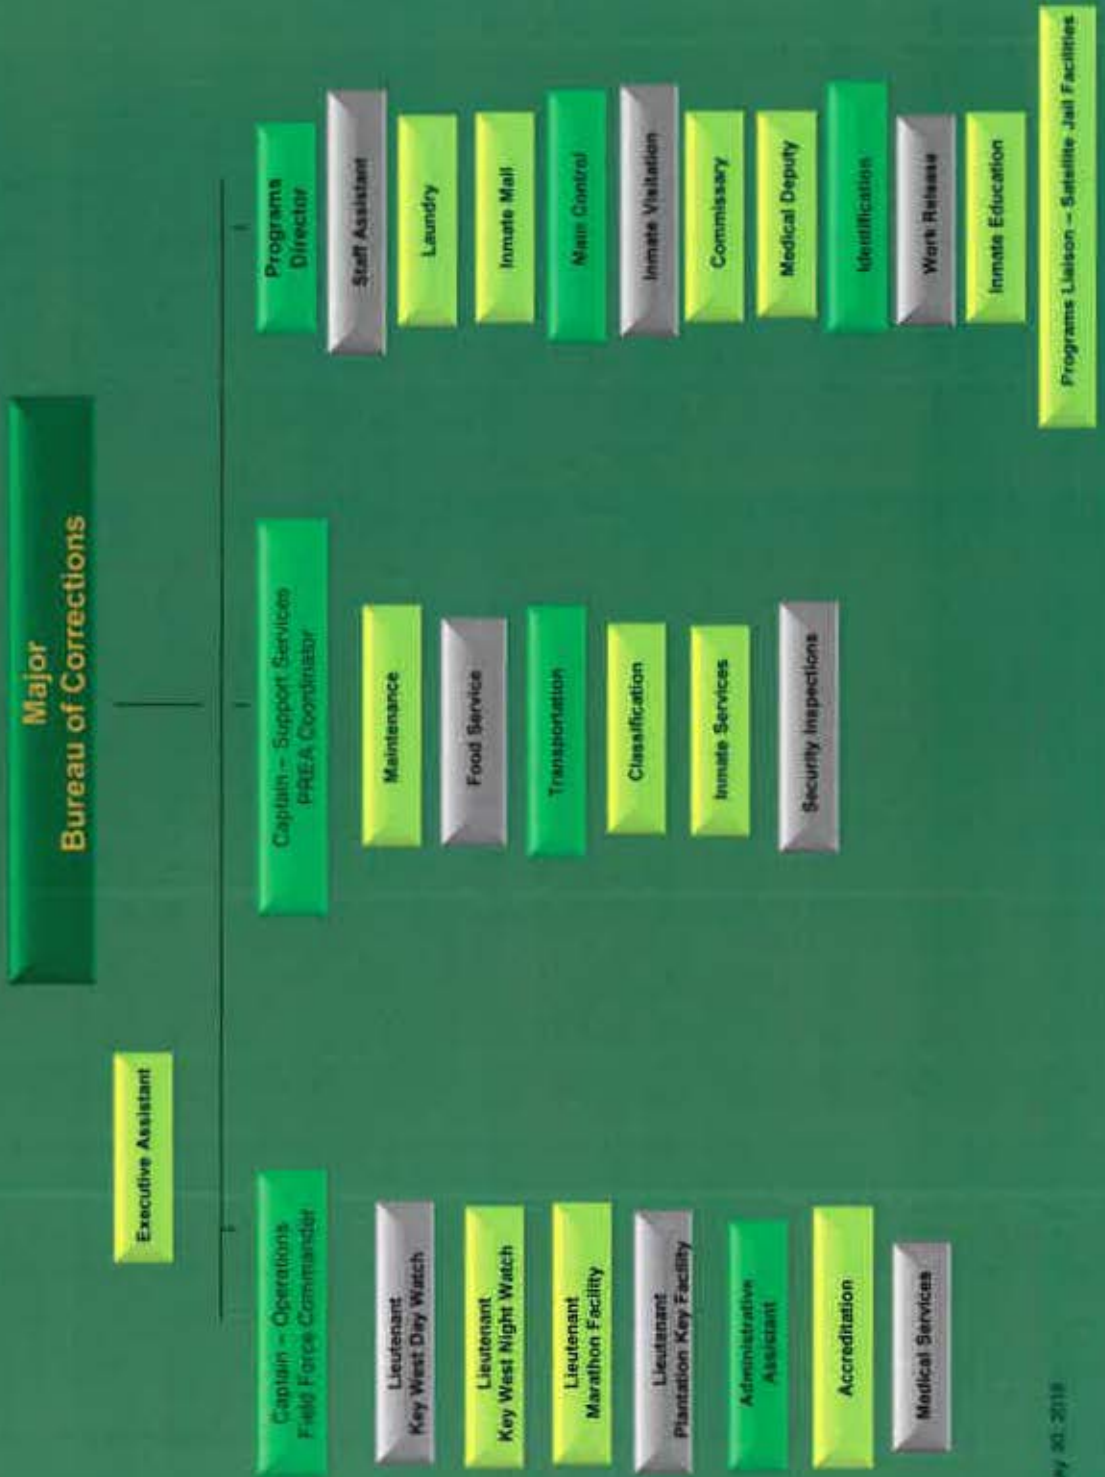 Major
Bureau of Corrections
Executive Assistant
Captain – Operations
Field Force Commander
Lieutenant
Key West Day Watch
Lieutenant
Key West Night Watch
Lieutenant
Marathon Facility
Lieutenant
Plantation Key Facility
Administrative
Assistant
Accreditation
Medical Services
Captain – Support Services
PREA Coordinator
Maintenance
Food Service
Transportation
Classification
Inmate Services
Security Inspections
Programs
Director
Staff Assistant
Laundry
Inmate Mail
Main Control
Inmate Visitation
Commissary
Medical Deputy
Identification
Work Release
Inmate Education
Programs Liaison – Satellite Jail Facilities